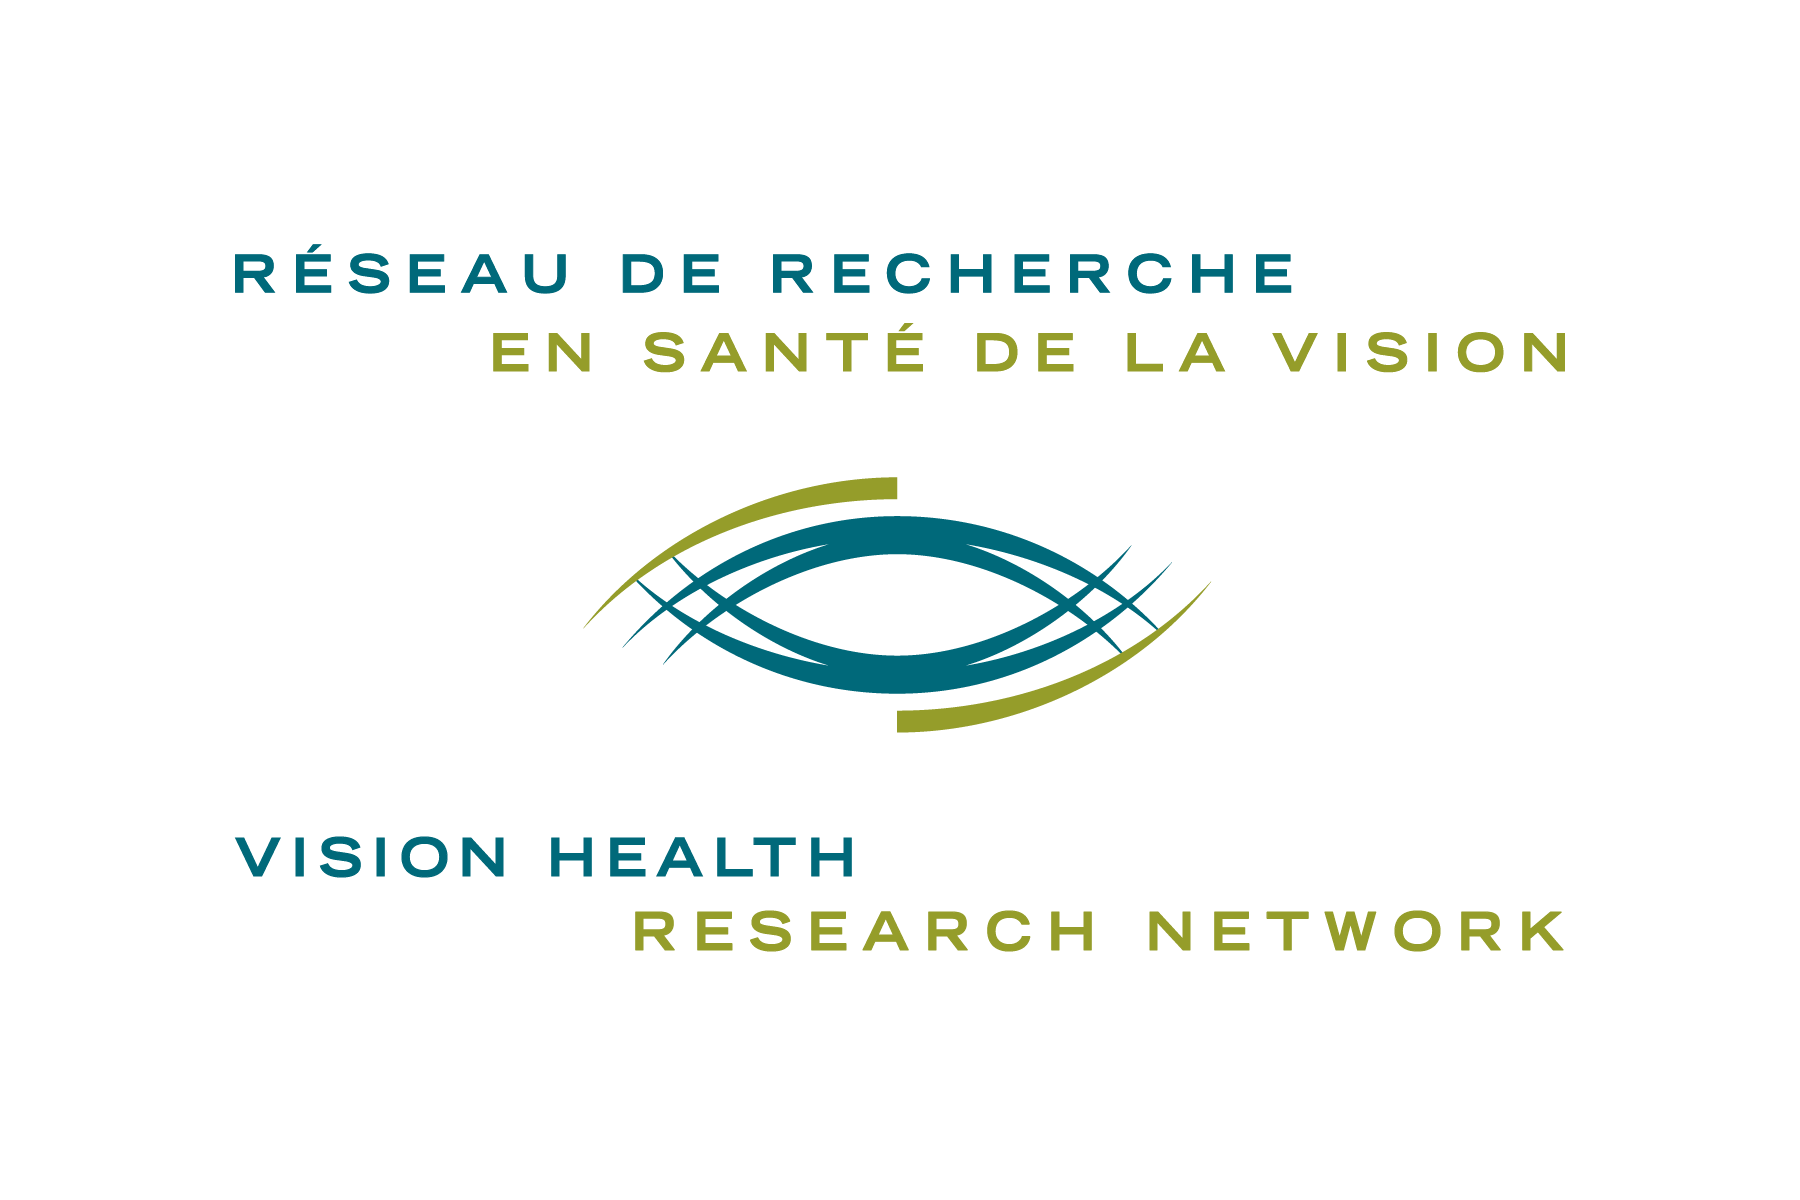 RÉSEAU DE RECHERCHE
EN SANTÉ DE LA VISION
VISION HEALTH
RESEARCH NETWORK